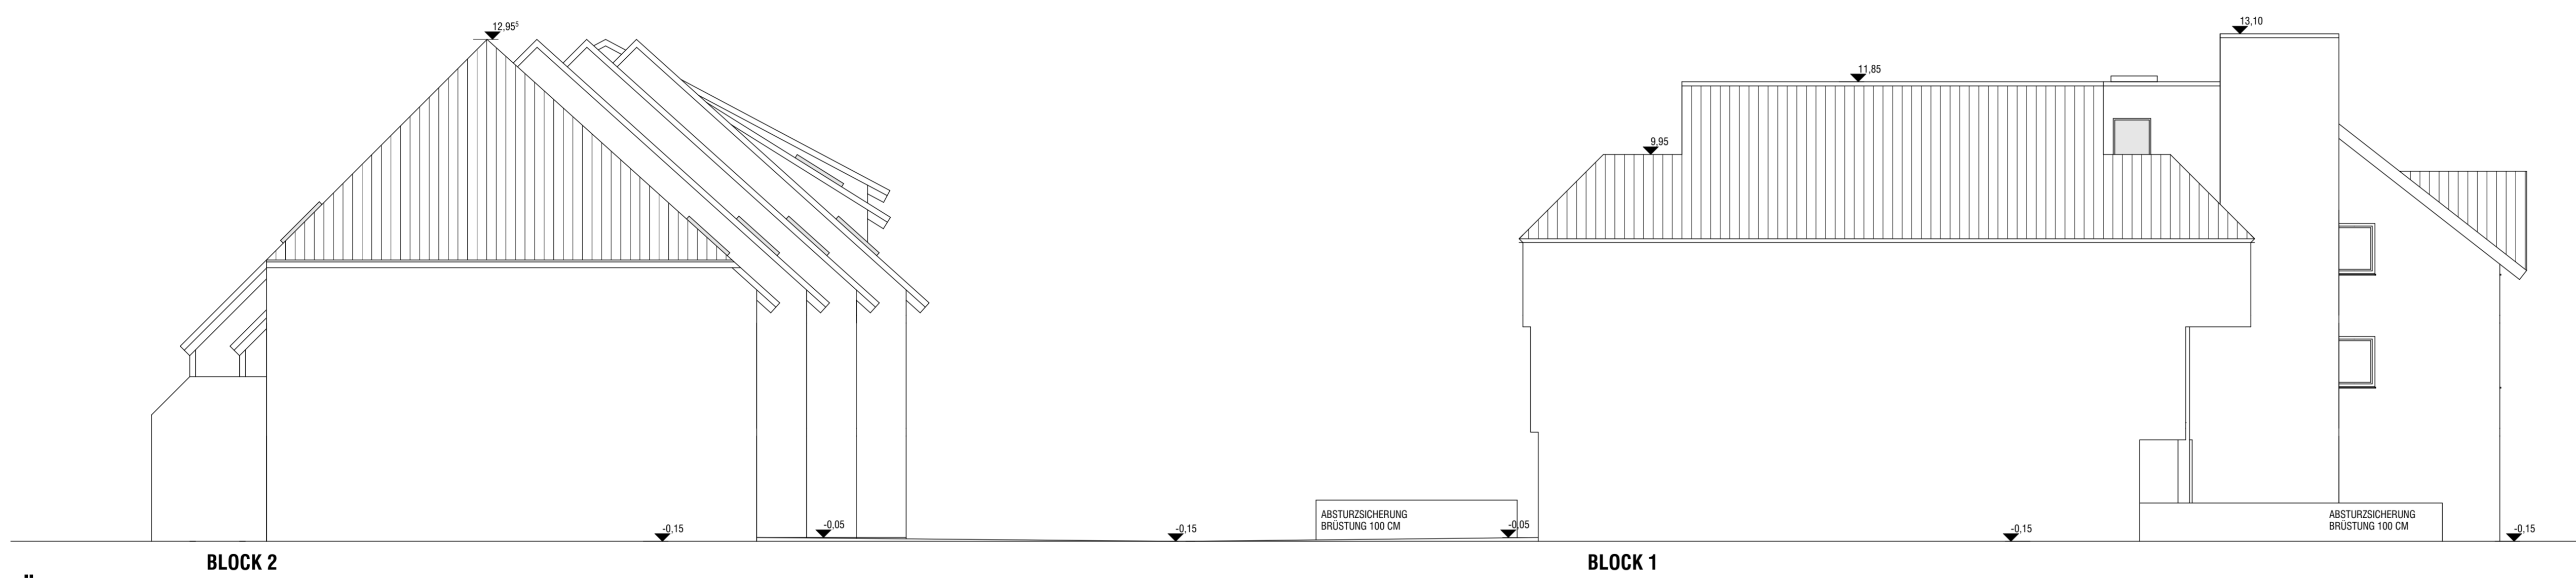 12,95⁵
13,10
11,85
9,95
ABSTURZSICHERUNG
BRÜSTUNG 100 CM
ABSTURZSICHERUNG
BRÜSTUNG 100 CM
-0,15
-0,05
-0,15
-0,05
-0,15
-0,15
BLOCK 2
BLOCK 1